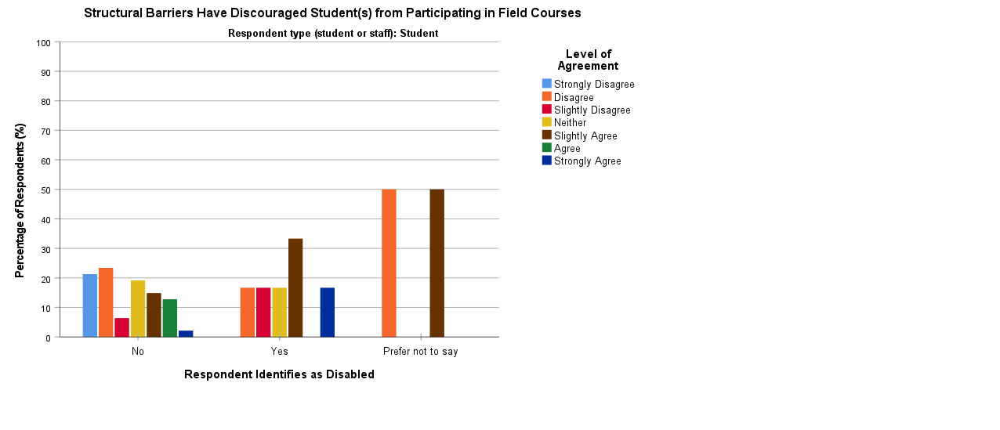 Structural Barriers Have Discouraged Student(s) from Participating in Field Courses
Respondent type (student or staff): Student
100
90
80
70
60
50
40
30
20
10
0
Percentage of Respondents (%)
No
Yes
Prefer not to say
Respondent Identifies as Disabled
Level of
Agreement
Strongly Disagree
Disagree
Slightly Disagree
Neither
Slightly Agree
Agree
Strongly Agree